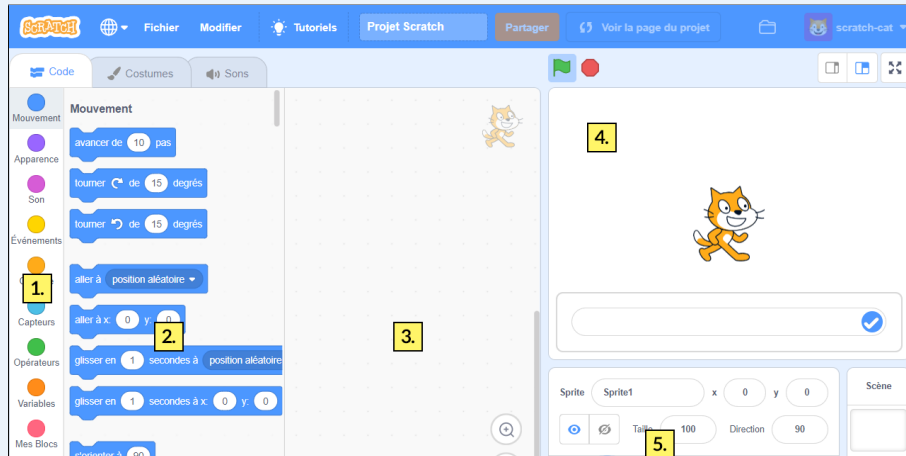 SCRATCH Fichier Modifier Tutoriels Projet Scratch Partager Voir la page du projet scratch-cat
Code Costumes Sons
Mouvement
Apparence
Son
Événements
Capteurs
Opérateurs
Variables
Mes Blocs
1.
Mouvement
avancer de 10 pas
tourner de 15 degrés
tourner de 15 degrés
aller à position aléatoire
aller à x: 0 y: 0
2.
glisser en 1 secondes à position aléatoire
glisser en 1 secondes à x: 0 y: 0
s'orienter à 90
3.
4.
Sprite Sprite1 x 0 y 0
Taille 100 Direction 90
5.
Scène